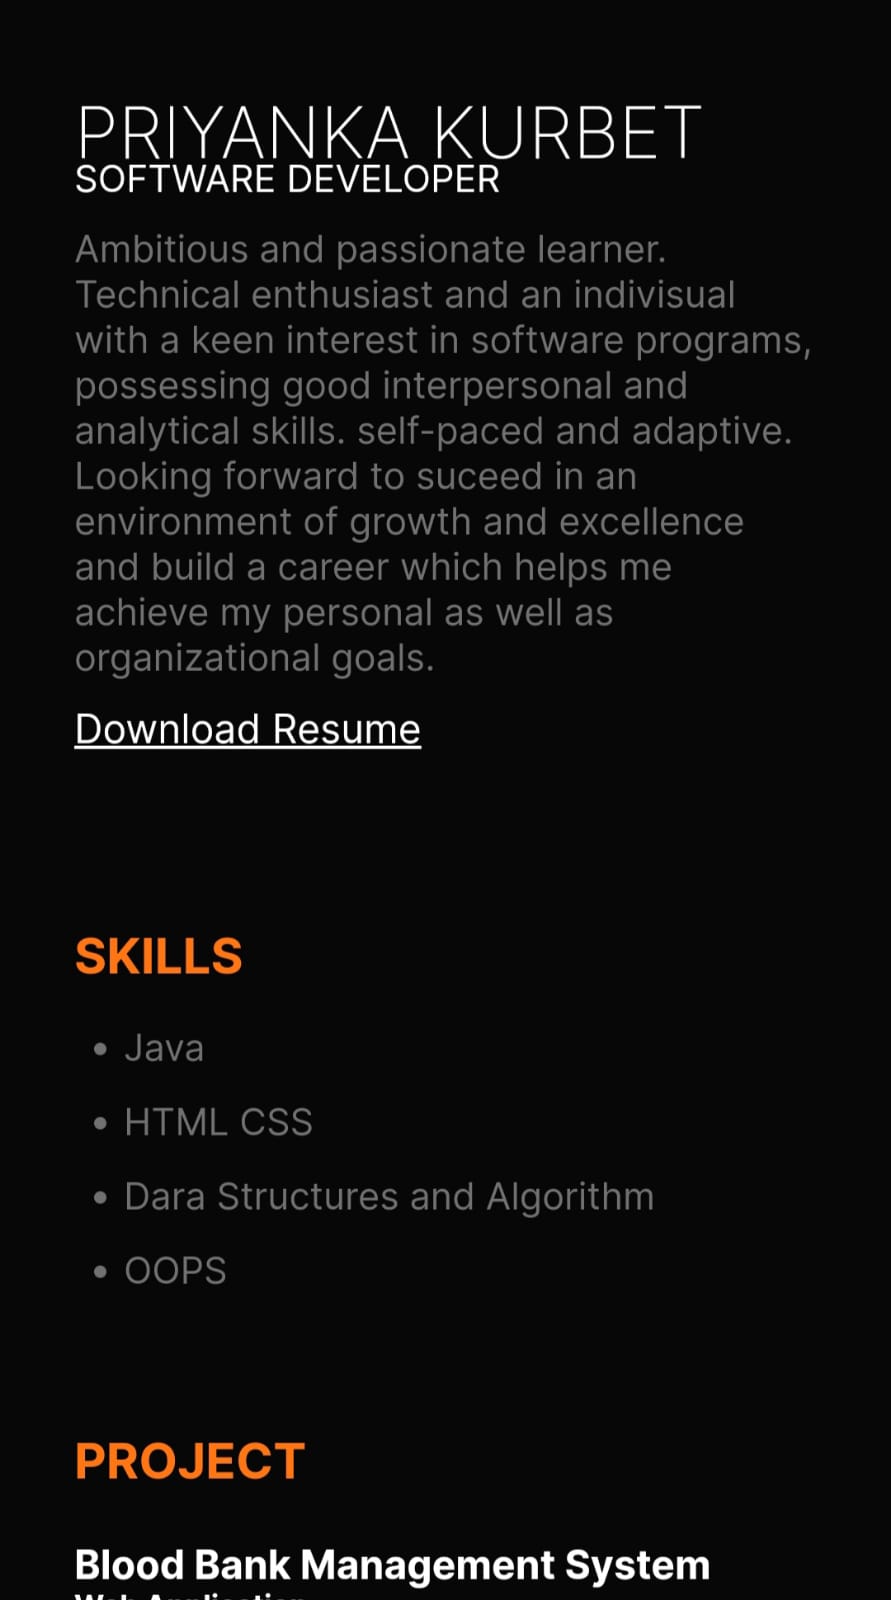 PRIYANKA KURBET
SOFTWARE DEVELOPER
Ambitious and passionate learner.
Technical enthusiast and an indivisual
with a keen interest in software programs,
possessing good interpersonal and
analytical skills. self-paced and adaptive.
Looking forward to suceed in an
environment of growth and excellence
and build a career which helps me
achieve my personal as well as
organizational goals.
Download Resume
SKILLS
• Java
• HTML CSS
• Dara Structures and Algorithm
• OOPS
PROJECT
Blood Bank Management System
Web Application